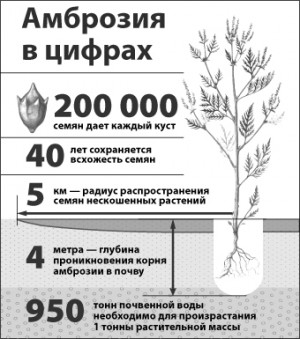 Амброзия
в цифрах
200 000
семян дает каждый куст
40 лет сохраняется
всхожесть семян
5 км — радиус распространения
семян нескошенных растений
4 метра — глубина
проникновения корня
амброзии в почву
950 тонн почвенной воды
необходимо для произрастания
1 тонны растительной массы